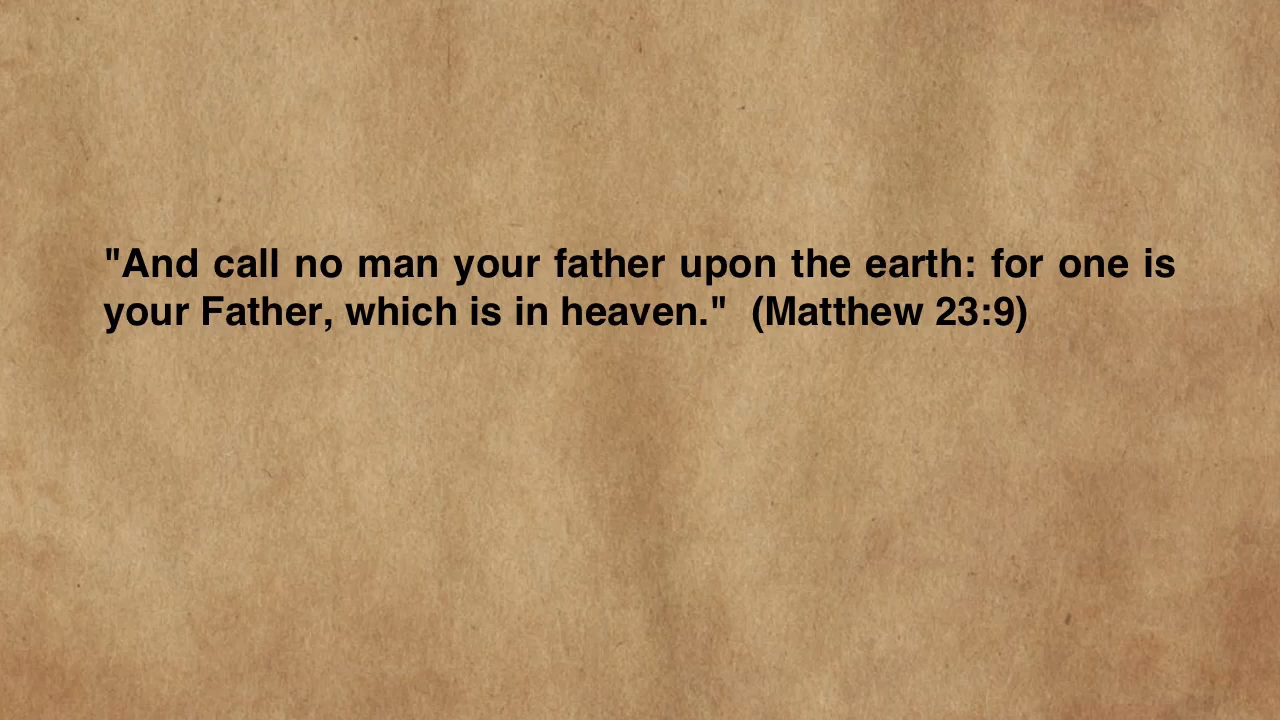 "And call no man your father upon the earth: for one is
your Father, which is in heaven."  (Matthew 23:9)